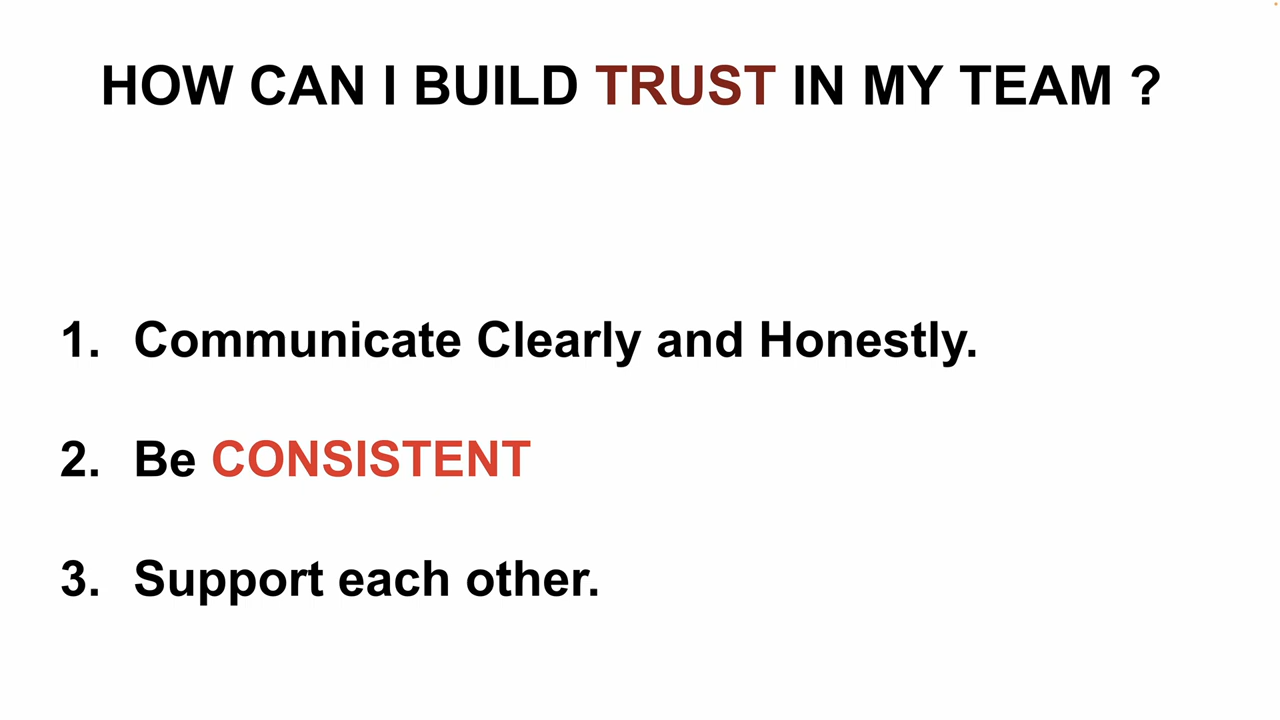 HOW CAN I BUILD TRUST IN MY TEAM ?
1. Communicate Clearly and Honestly.
2. Be CONSISTENT
3. Support each other.